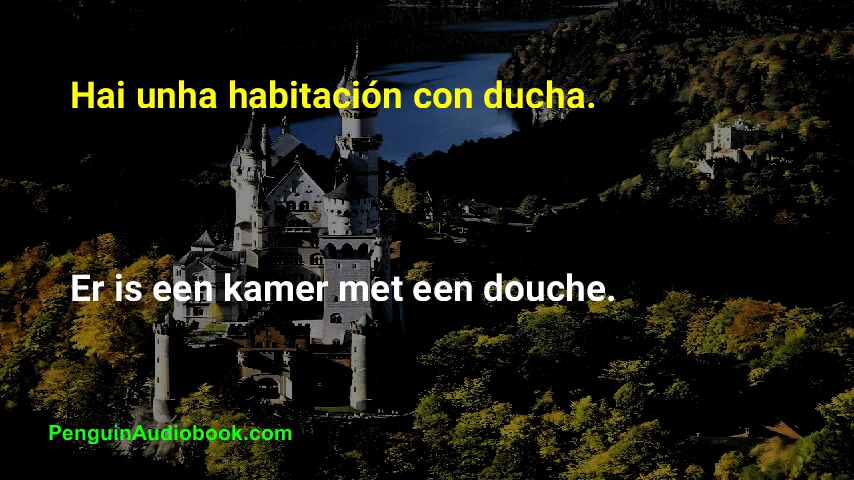 Hai unha habitación con ducha.
Er is een kamer met een douche.
PenguinAudiobook.com